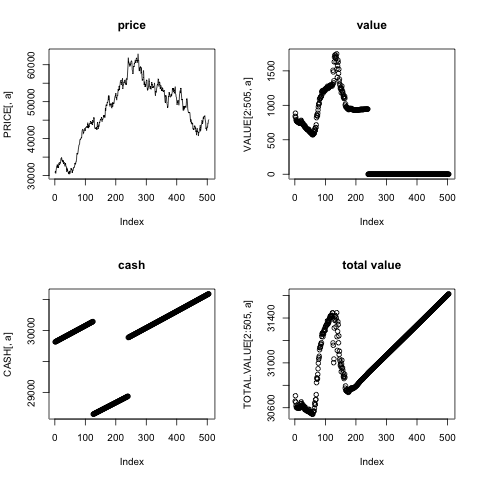 price
PRICE[, a]
30000 40000 50000 60000
0 100 200 300 400 500
Index
value
VALUE[2:505, a]
0 500 1000 1500
0 100 200 300 400 500
Index
cash
CASH[, a]
29000 30000
0 100 200 300 400 500
Index
total value
TOTAL.VALUE[2:505, a]
30600 31000 31400
0 100 200 300 400 500
Index